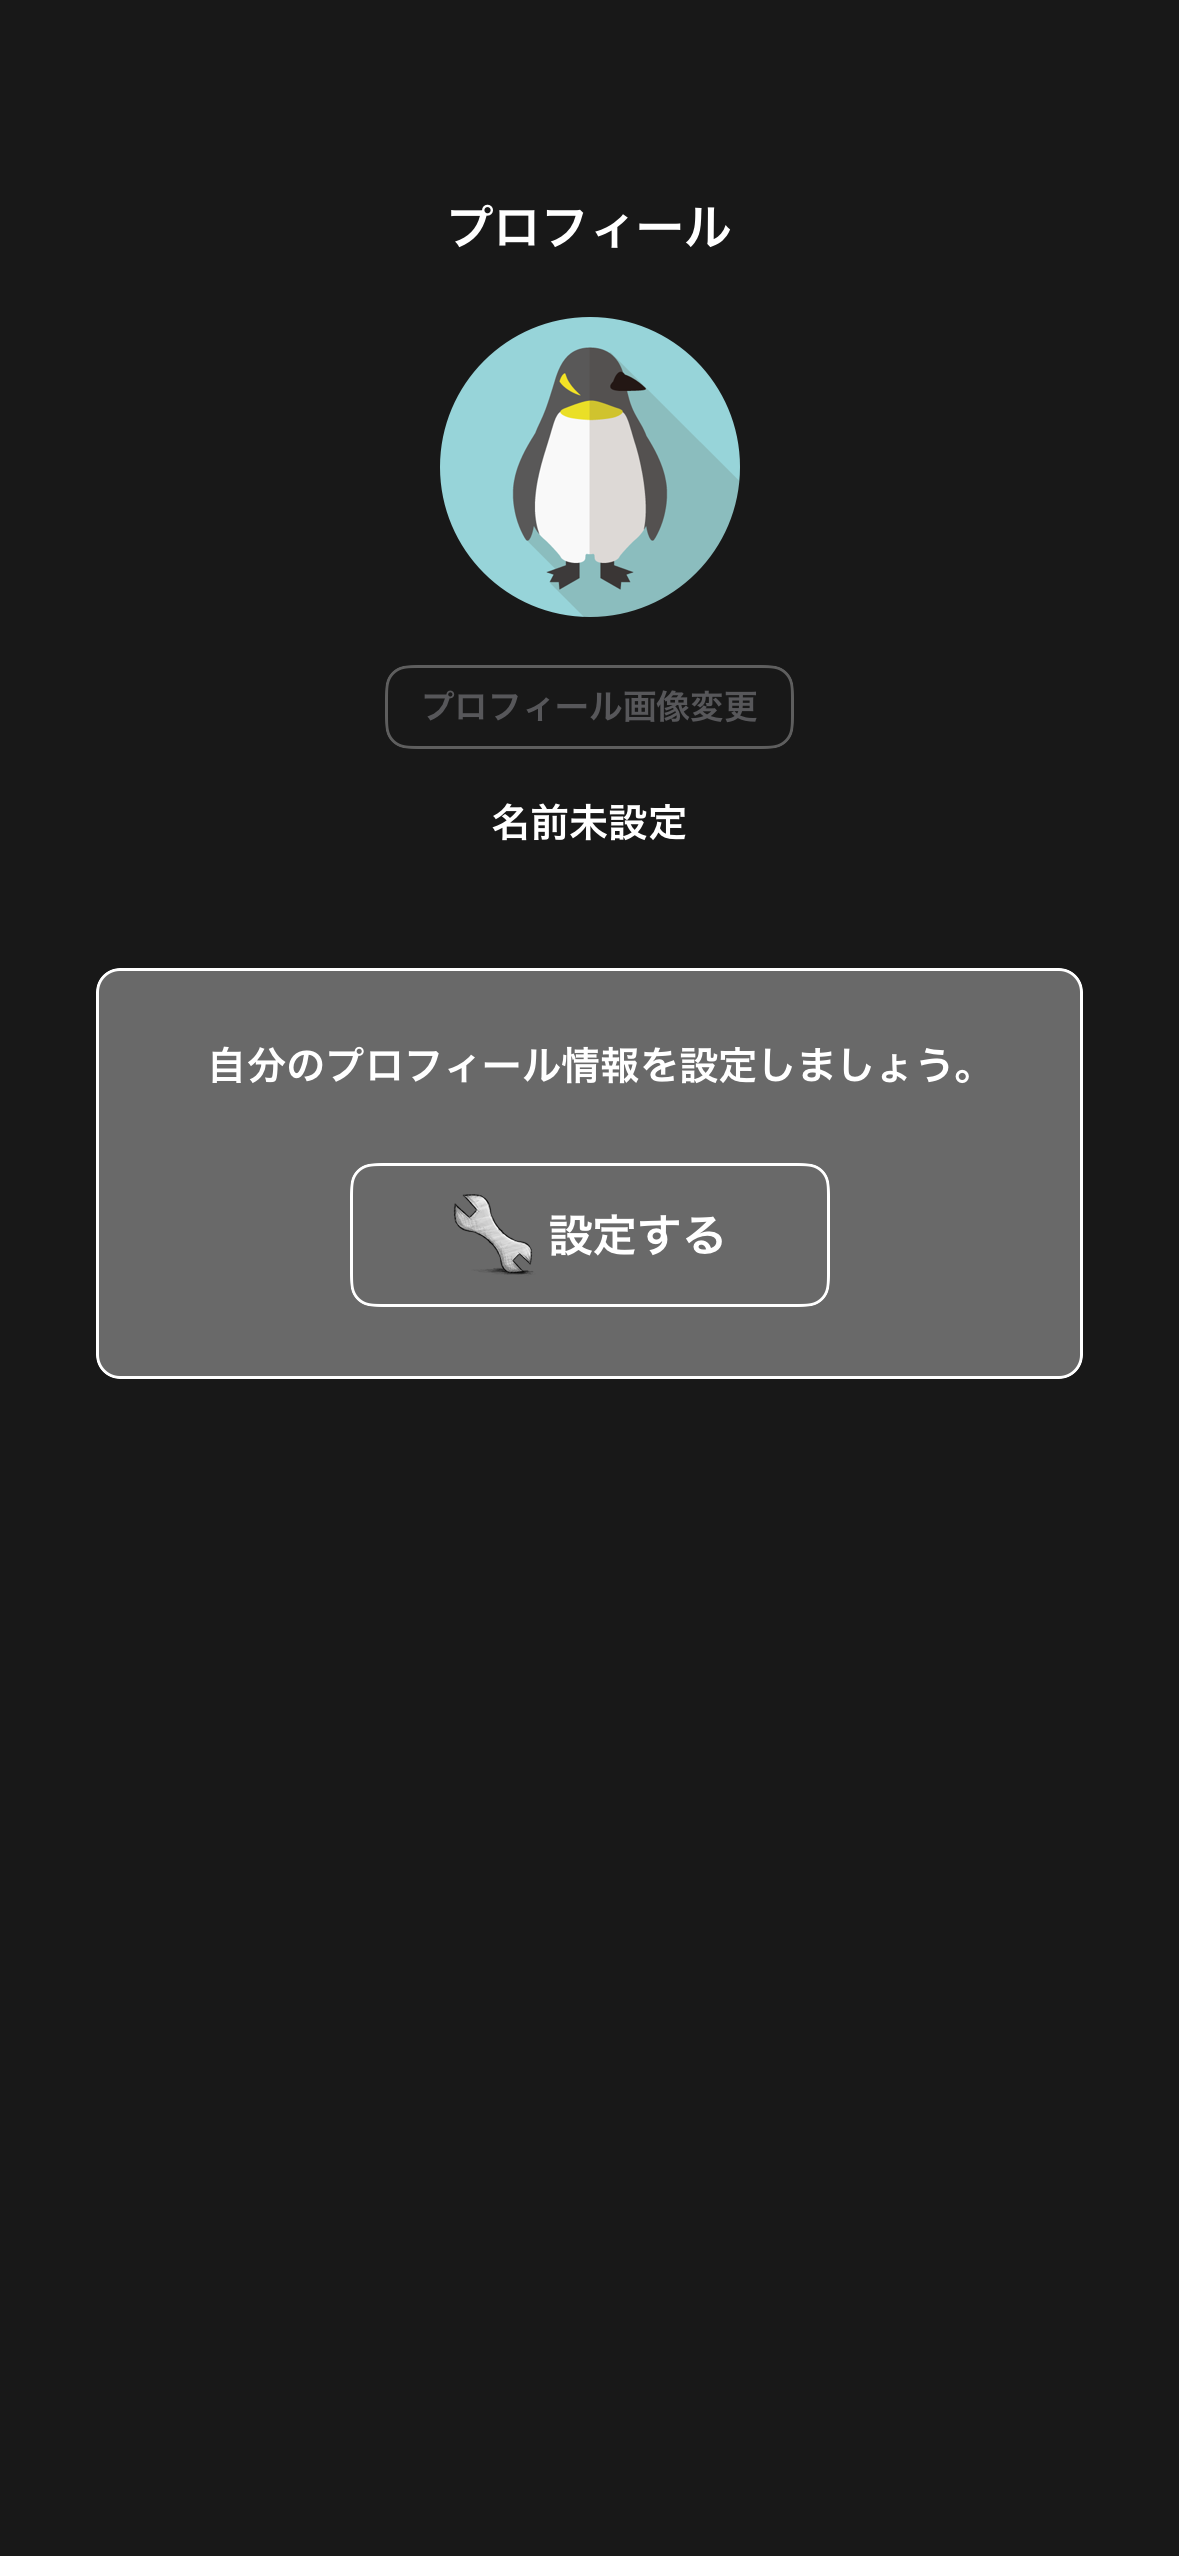 プロフィール
プロフィール画像変更
名前未設定
自分のプロフィール情報を設定しましょう。
設定する